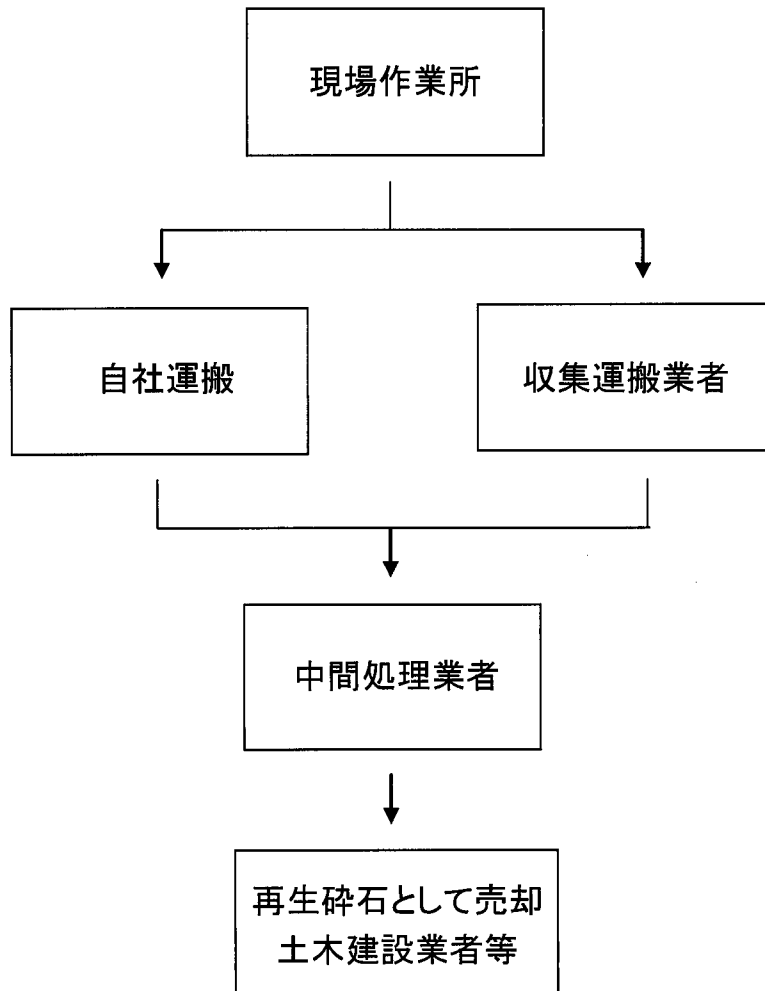 現場作業所
自社運搬
収集運搬業者
中間処理業者
再生砕石として売却
土木建設業者等